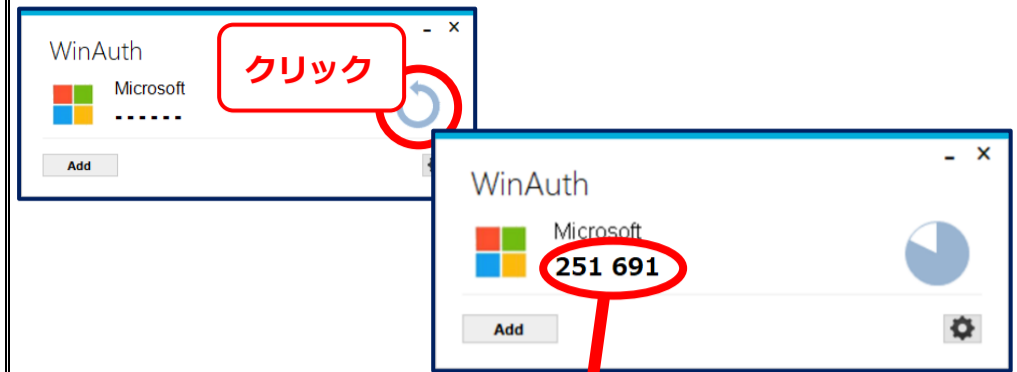 WinAuth
クリック
Microsoft
- - - - - -
Add
WinAuth
Microsoft
251 691
Add